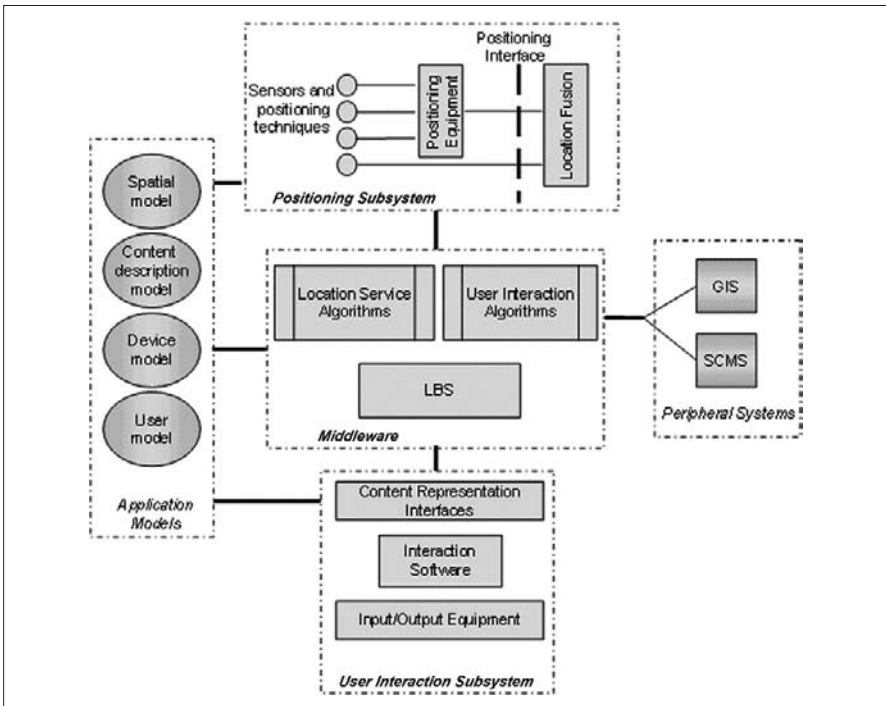 Positioning
Interface
Sensors and
positioning
techniques
Positioning
Equipment
Location Fusion
Positioning Subsystem
Spatial
model
Content
description
model
Device
model
User
model
Application
Models
Location Service
Algorithms
User Interaction
Algorithms
LBS
Middleware
GIS
SCMS
Peripheral Systems
Content Representation
Interfaces
Interaction
Software
Input/Output Equipment
User Interaction Subsystem